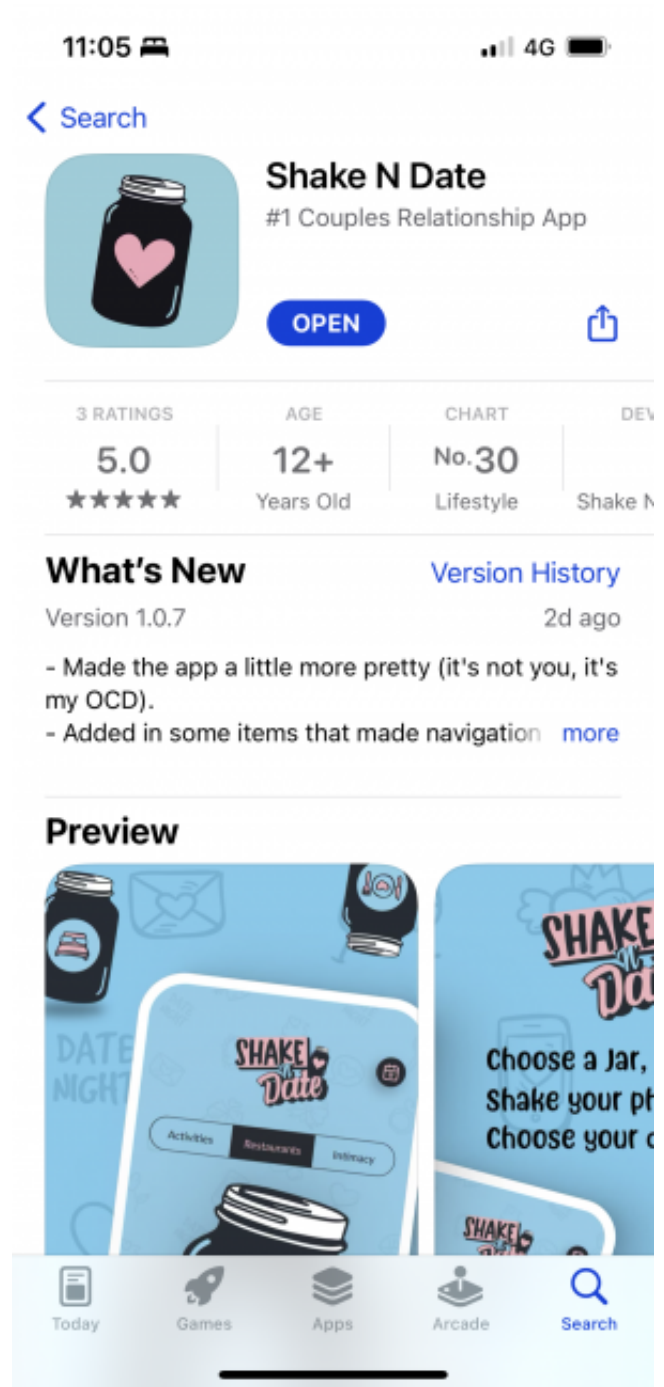 11:05
4G
Search
Shake N Date
#1 Couples Relationship App
OPEN
3 RATINGS
AGE
CHART
DEV
5.0
12+
No.30
Years Old
Lifestyle
Shake N
What's New
Version History
Version 1.0.7
2d ago
- Made the app a little more pretty (it's not you, it's
my OCD).
- Added in some items that made navigation more
Preview
DATE
NIGHT
SHAKE
N
Date
Activities
Restaurants
Intimacy
SHAKE
N
Da
Choose a Jar,
Shake your ph
Choose your
SHAKE
Today
Games
Apps
Arcade
Search